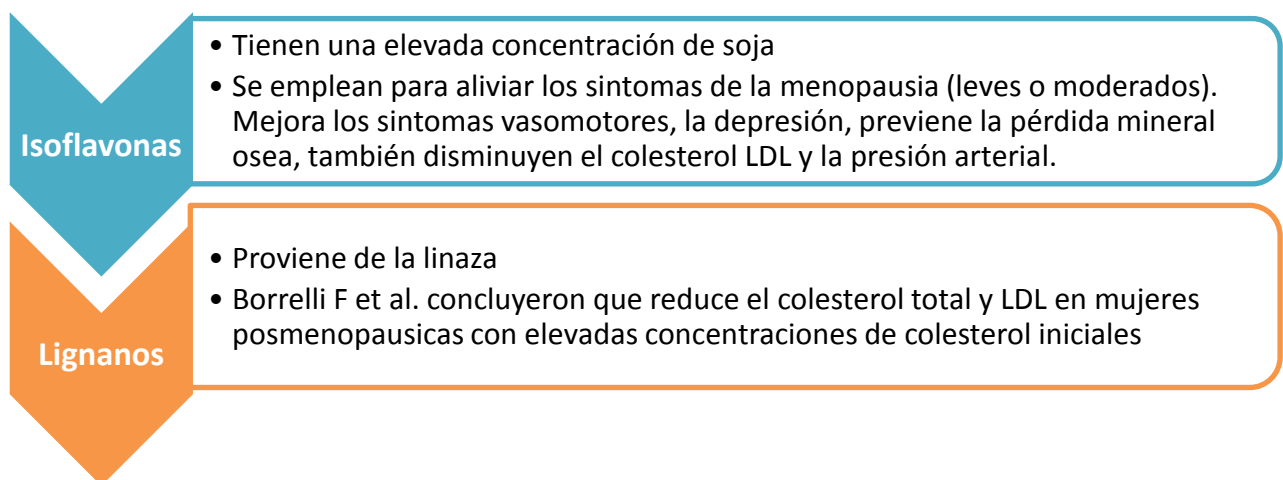 Isoflavonas
• Tienen una elevada concentración de soja
• Se emplean para aliviar los sintomas de la menopausia (leves o moderados).
Mejora los sintomas vasomotores, la depresión, previene la pérdida mineral
osea, también disminuyen el colesterol LDL y la presión arterial.
Lignanos
• Proviene de la linaza
• Borrelli F et al. concluyeron que reduce el colesterol total y LDL en mujeres
posmenopausicas con elevadas concentraciones de colesterol iniciales